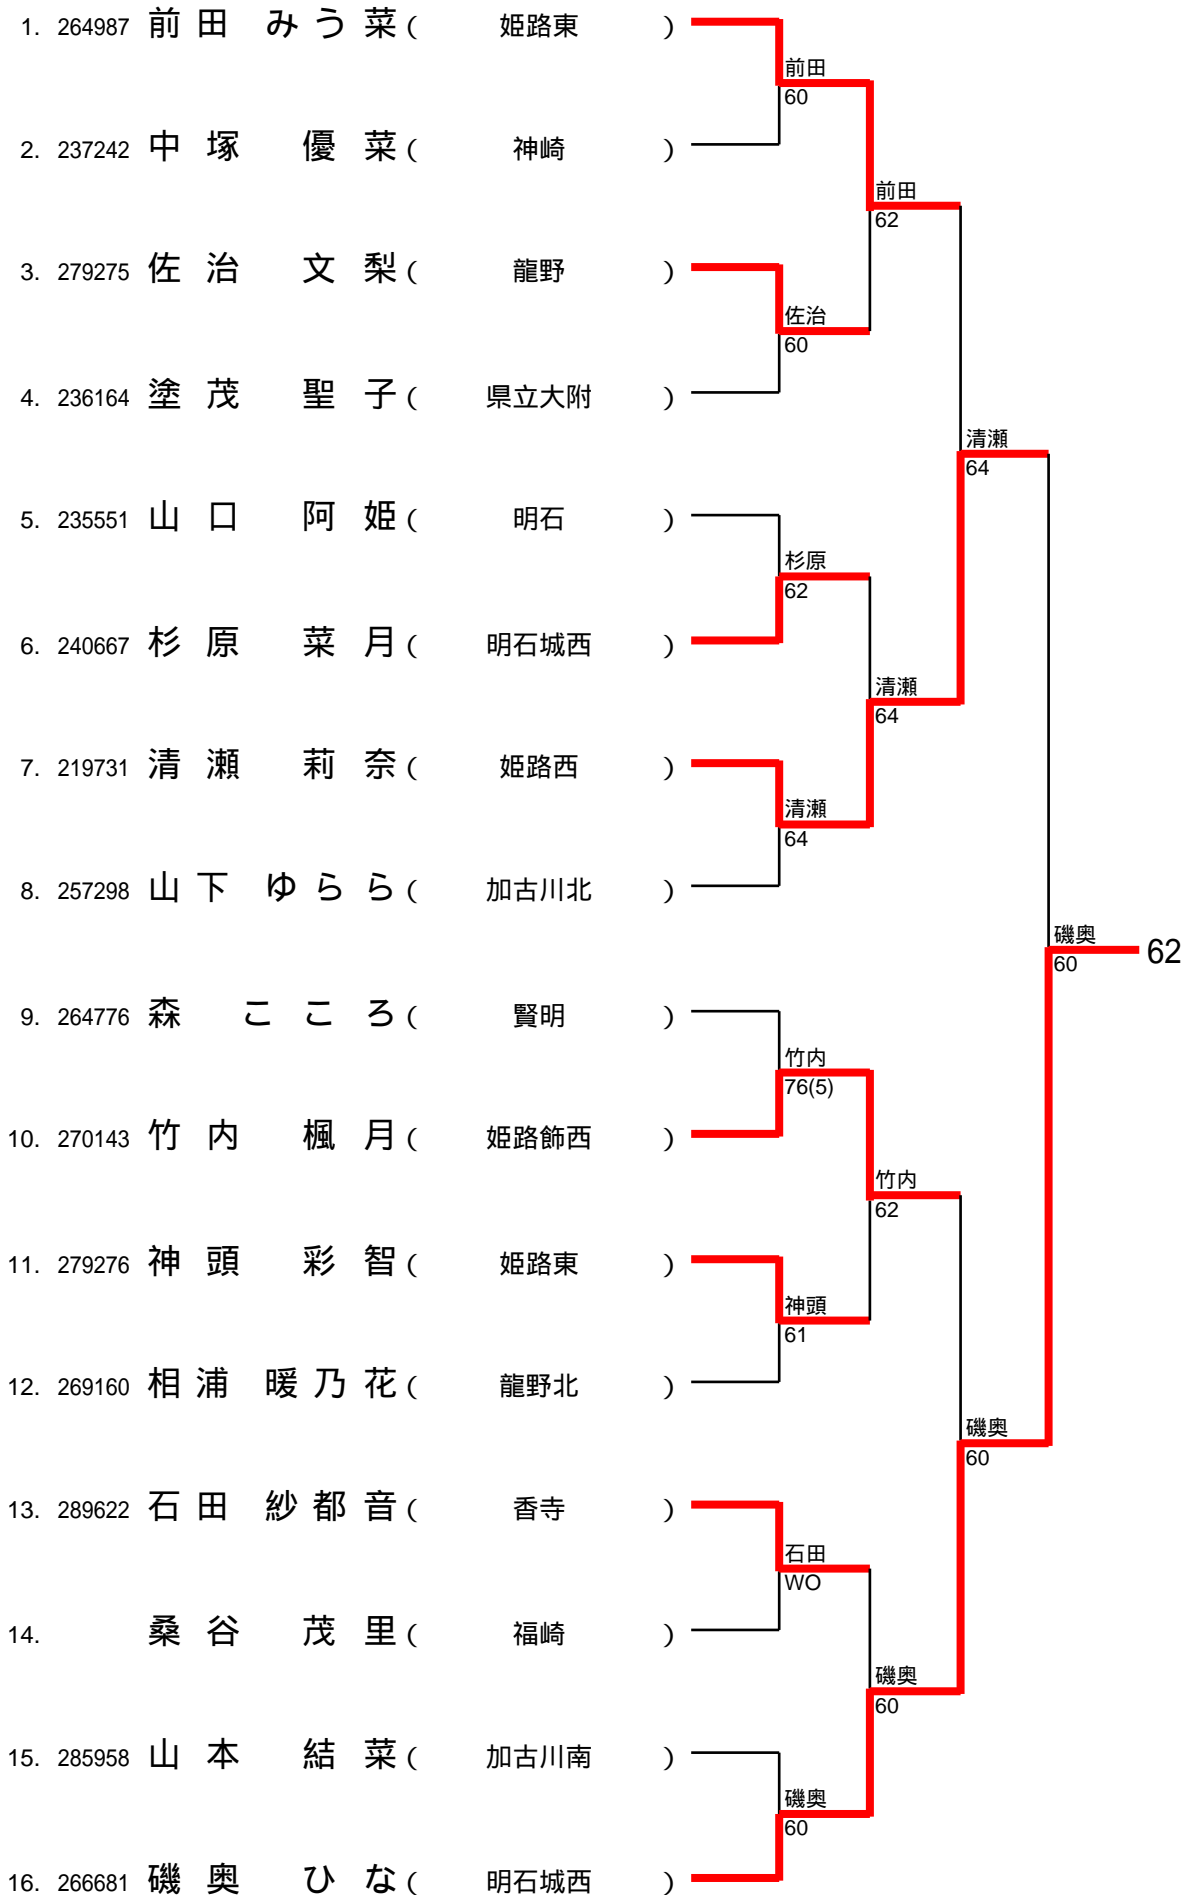 1. 264987 前田 みう菜 ( 姫路東 )
前田
60
2. 237242 中塚 優菜 ( 神崎 )
前田
62
3. 279275 佐治 文梨 ( 龍野 )
佐治
60
4. 236164 塗茂 聖子 ( 県立大附 )
清瀬
64
5. 235551 山口 阿姫 ( 明石 )
杉原
62
6. 240667 杉原 菜月 ( 明石城西 )
清瀬
64
7. 219731 清瀬 莉奈 ( 姫路西 )
清瀬
64
8. 257298 山下 ゆらら ( 加古川北 )
磯奥
60
62
9. 264776 森 こころ ( 賢明 )
竹内
76(5)
10. 270143 竹内 楓月 ( 姫路飾西 )
竹内
62
11. 279276 神頭 彩智 ( 姫路東 )
神頭
61
12. 269160 相浦 暖乃花 ( 龍野北 )
磯奥
60
13. 289622 石田 紗都音 ( 香寺 )
石田
WO
14. 桑谷 茂里 ( 福崎 )
磯奥
60
15. 285958 山本 結菜 ( 加古川南 )
磯奥
60
16. 266681 磯奥 ひな ( 明石城西 )